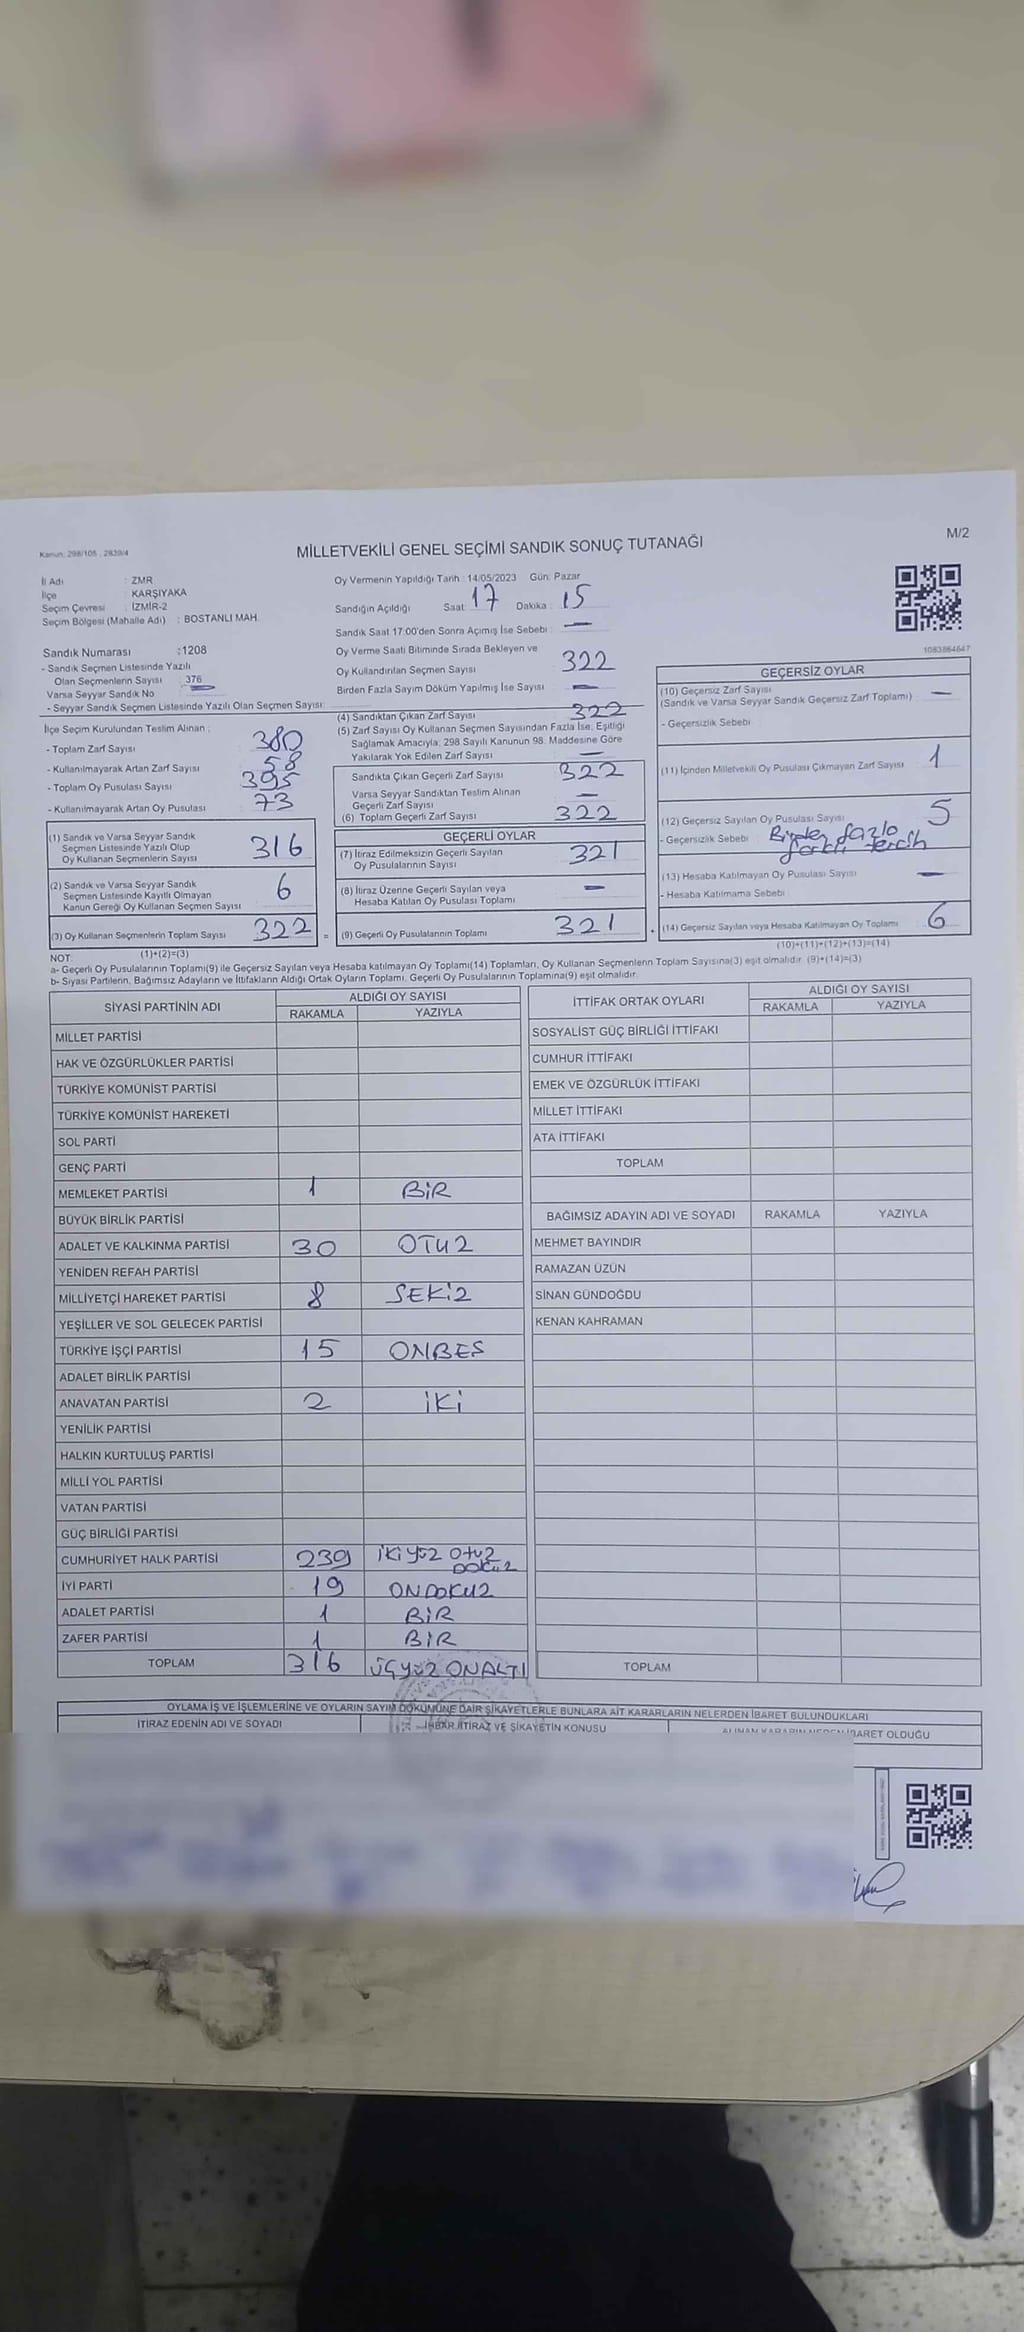 Kanun: 298/105 , 2839/4
MİLLETVEKİLİ GENEL SEÇİMİ SANDIK SONUÇ TUTANAĞI
M/2
İl Adı : ZMR
İlçe : KARŞIYAKA
Seçim Çevresi : İZMİR-2
Seçim Bölgesi (Mahalle Adı) : BOSTANLI MAH.
Oy Vermenin Yapıldığı Tarih : 14/05/2023 Gün: Pazar
Sandığın Açıldığı Saat: 17 Dakika : 15
Sandık Saat 17:00'den Sonra Açımış İse Sebebi : —
Sandık Numarası :1208
- Sandık Seçmen Listesinde Yazılı
Olan Seçmenlerin Sayısı : 376
Varsa Seyyar Sandık No —
- Seyyar Sandık Seçmen Listesinde Yazılı Olan Seçmen Sayısı:
Oy Verme Saati Bitiminde Sırada Bekleyen ve
Oy Kullandırılan Seçmen Sayısı 322
Birden Fazla Sayım Döküm Yapılmış İse Sayısı —
1083864647
İlçe Seçim Kurulundan Teslim Alınan :
- Toplam Zarf Sayısı 380
- Kullanılmayarak Artan Zarf Sayısı 58
- Toplam Oy Pusulası Sayısı 395
- Kullanılmayarak Artan Oy Pusulası 73
(1) Sandık ve Varsa Seyyar Sandık
Seçmen Listesinde Yazılı Olup
Oy Kullanan Seçmenlerin Sayısı 316
(2) Sandık ve Varsa Seyyar Sandık
Seçmen Listesinde Kayıtlı Olmayan
Kanun Gereği Oy Kullanan Seçmen Sayısı 6
(3) Oy Kullanan Seçmenlerin Toplam Sayısı 322 =
(1)+(2)=(3)
(4) Sandıktan Çıkan Zarf Sayısı 322
(5) Zarf Sayısı Oy Kullanan Seçmen Sayısından Fazla İse, Eşitliği
Sağlamak Amacıyla, 298 Sayılı Kanunun 98. Maddesine Göre
Yakılarak Yok Edilen Zarf Sayısı —
Sandıkta Çıkan Geçerli Zarf Sayısı 322
Varsa Seyyar Sandıktan Teslim Alınan
Geçerli Zarf Sayısı —
(6) Toplam Geçerli Zarf Sayısı 322
GEÇERLİ OYLAR
(7) İtiraz Edilmeksizin Geçerli Sayılan
Oy Pusulalarının Sayısı 321
(8) İtiraz Üzerine Geçerli Sayılan veya
Hesaba Katılan Oy Pusulası Toplamı —
(9) Geçerli Oy Pusulalarının Toplamı 321
GEÇERSİZ OYLAR
(10) Geçersiz Zarf Sayısı
(Sandık ve Varsa Seyyar Sandık Geçersiz Zarf Toplamı) —
- Geçersizlik Sebebi
(11) İçinden Milletvekili Oy Pusulası Çıkmayan Zarf Sayısı 1
(12) Geçersiz Sayılan Oy Pusulası Sayısı 5
- Geçersizlik Sebebi Birden fazla
farklı tercih
(13) Hesaba Katılmayan Oy Pusulası Sayısı —
- Hesaba Katılmama Sebebi
(14) Geçersiz Sayılan veya Hesaba Katılmayan Oy Toplamı 6
(10)+(11)+(12)+(13)=(14)
NOT:
a- Geçerli Oy Pusulalarının Toplamı(9) ile Geçersiz Sayılan veya Hesaba katılmayan Oy Toplamı(14) Toplamları, Oy Kullanan Seçmenlerin Toplam Sayısına(3) eşit olmalıdır. (9)+(14)=(3)
b- Siyasi Partilerin, Bağımsız Adayların ve İttifakların Aldığı Ortak Oyların Toplamı, Geçerli Oy Pusulalarının Toplamına(9) eşit olmalıdır.
SİYASİ PARTİNİN ADI ALDIĞI OY SAYISI
RAKAMLA YAZIYLA
MİLLET PARTİSİ
HAK VE ÖZGÜRLÜKLER PARTİSİ
TÜRKİYE KOMÜNİST PARTİSİ
TÜRKİYE KOMÜNİST HAREKETİ
SOL PARTİ
GENÇ PARTİ
MEMLEKET PARTİSİ 1 BİR
BÜYÜK BİRLİK PARTİSİ
ADALET VE KALKINMA PARTİSİ 30 OTUZ
YENİDEN REFAH PARTİSİ
MİLLİYETÇİ HAREKET PARTİSİ 8 SEKİZ
YEŞİLLER VE SOL GELECEK PARTİSİ
TÜRKİYE İŞÇİ PARTİSİ 15 ONBES
ADALET BİRLİK PARTİSİ
ANAVATAN PARTİSİ 2 İKİ
YENİLİK PARTİSİ
HALKIN KURTULUŞ PARTİSİ
MİLLİ YOL PARTİSİ
VATAN PARTİSİ
GÜÇ BİRLİĞİ PARTİSİ
CUMHURİYET HALK PARTİSİ 239 İKİ YÜZ OTUZ DOKUZ
İYİ PARTİ 19 ONDOKUZ
ADALET PARTİSİ 1 BİR
ZAFER PARTİSİ 1 BİR
TOPLAM 316 ÜÇYÜZ ONALTI
İTTİFAK ORTAK OYLARI ALDIĞI OY SAYISI
RAKAMLA YAZIYLA
SOSYALİST GÜÇ BİRLİĞİ İTTİFAKI
CUMHUR İTTİFAKI
EMEK VE ÖZGÜRLÜK İTTİFAKI
MİLLET İTTİFAKI
ATA İTTİFAKI
TOPLAM
BAĞIMSIZ ADAYIN ADI VE SOYADI RAKAMLA YAZIYLA
MEHMET BAYINDIR
RAMAZAN ÜZÜN
SİNAN GÜNDOĞDU
KENAN KAHRAMAN
TOPLAM
OYLAMA İŞ VE İŞLEMLERİNE VE OYLARIN SAYIM DÖKÜMÜNE DAİR ŞİKAYETLERLE BUNLARA AİT KARARLARIN NELERDEN İBARET BULUNDUKLARI
İTİRAZ EDENİN ADI VE SOYADI
İHBAR, İTİRAZ VE ŞİKAYETİN KONUSU
ALINAN KARARIN NEDEN İBARET OLDUĞU